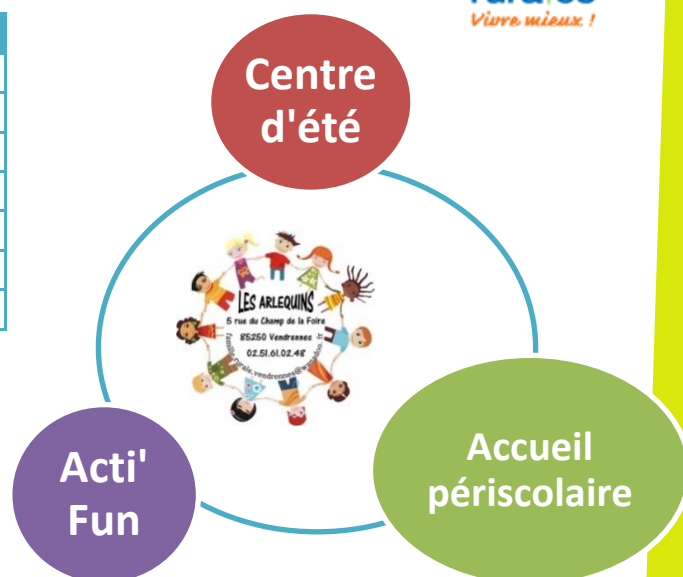 Vivre mieux !
Centre
d'été
LES ARLEQUINS
5 rue du Champ de la Foire
85250 Vendrennes
02.51.61.02.48
Acti'
Fun
Accueil
périscolaire